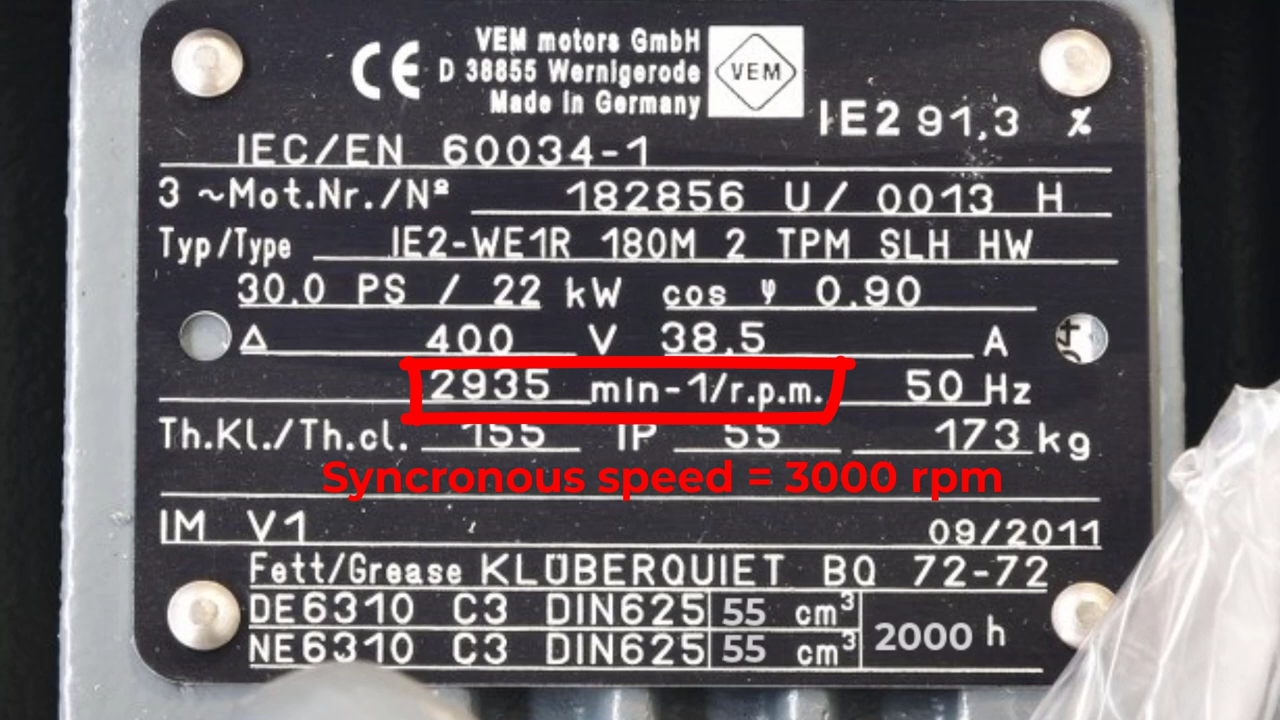 VEM motors GmbH
CE D 38855 Wernigerode VEM
Made in Germany
IE2 91,3 %
IEC/EN 60034-1
3 ~Mot.Nr./Nº 182856 U/ 0013 H
Typ/Type IE2-WE1R 180M 2 TPM SLH HW
30,0 PS / 22 kW cos φ 0,90
Δ 400 V 38,5 A
2935 min-1/r.p.m. 50 Hz
Th.Kl./Th.cl. 155 IP 55 173 kg
Syncronous speed = 3000 rpm
IM V1 09/2011
Fett/Grease KLÜBERQUIET BQ 72-72
DE6310 C3 DIN625 55 cm³
NE6310 C3 DIN625 55 cm³ 2000 h